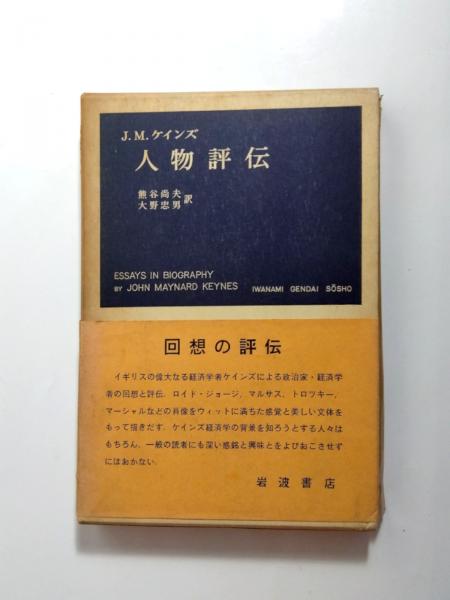 J.M.ケインズ
人物評伝
熊谷尚夫
大野忠男 訳
ESSAYS IN BIOGRAPHY
BY JOHN MAYNARD KEYNES IWANAMI GENDAI SŌSHO
回想の評伝
イギリスの偉大なる経済学者ケインズによる政治家・経済学
者の回想と評伝。ロイド・ジョージ，マルサス，トロツキー，
マーシャルなどの肖像をウィットに満ちた感覚と美しい文体を
もって描きだす。ケインズ経済学の背景を知ろうとする人々は
もちろん，一般の読者にも深い感銘と興味とをよびおこさせず
にはおかない。
岩波書店